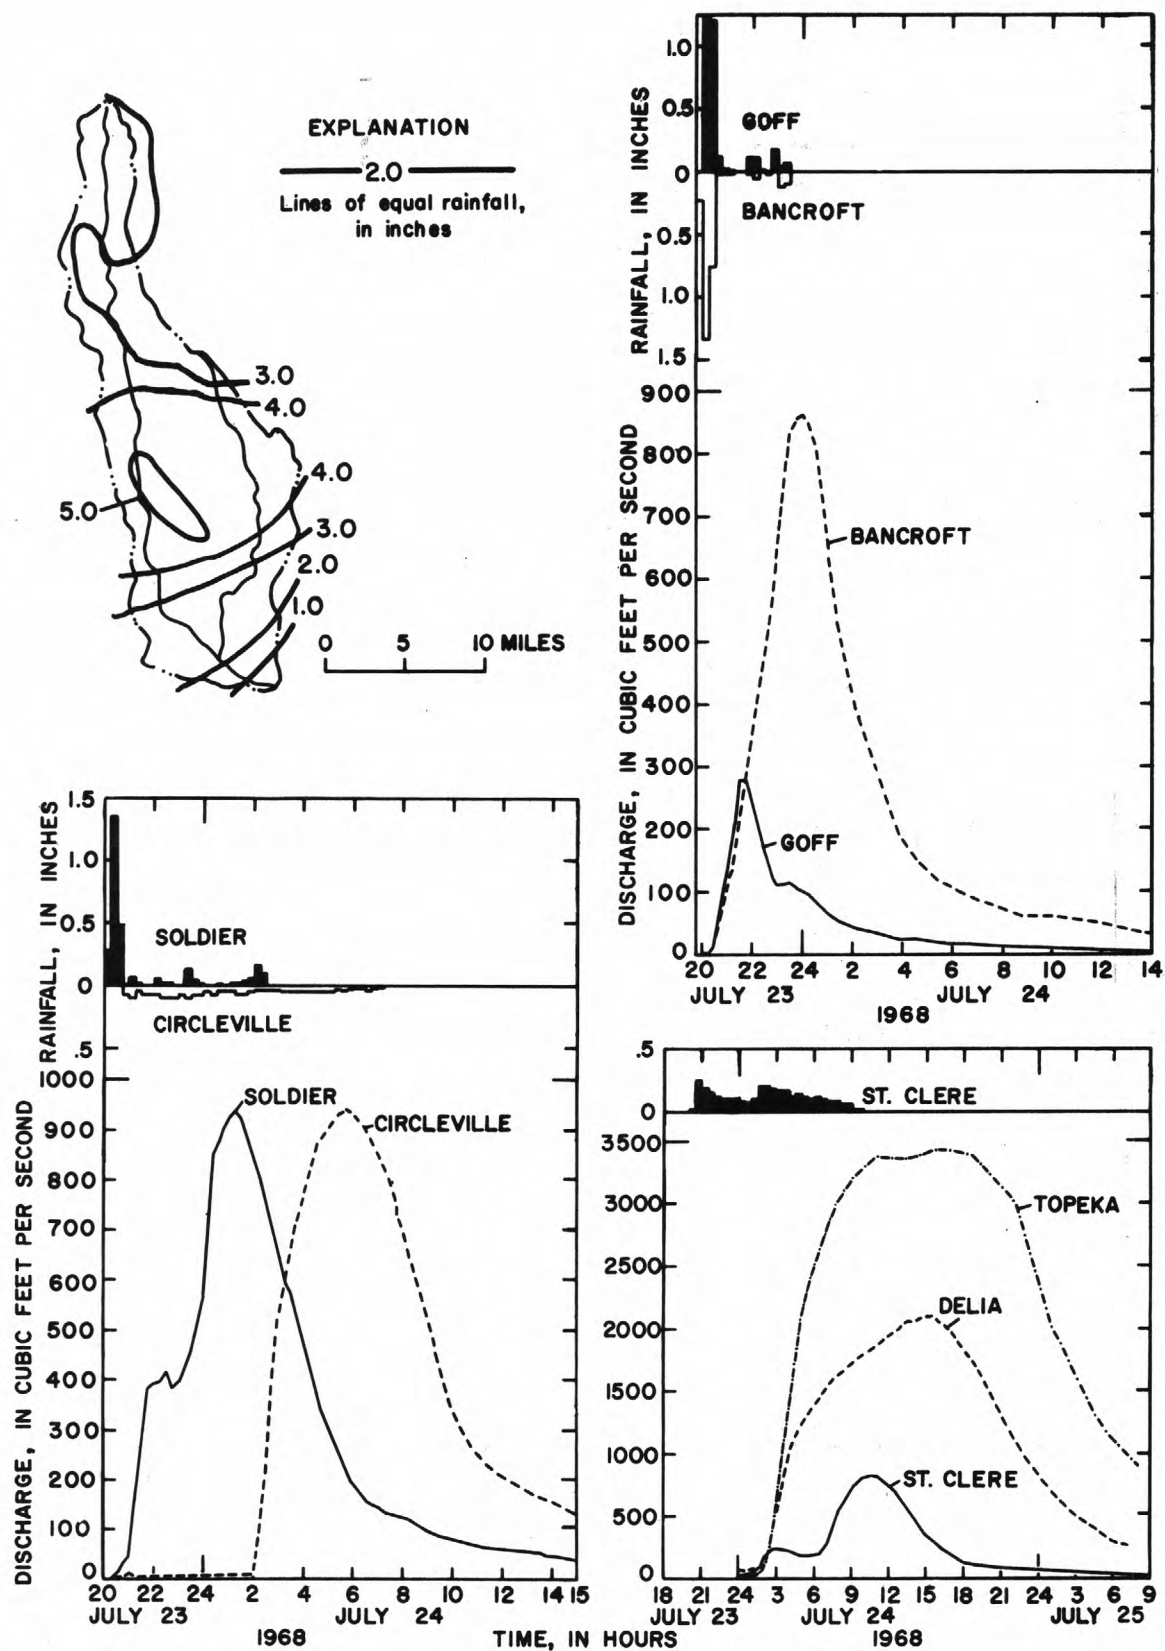 EXPLANATION
2.0
Lines of equal rainfall,
in inches
3.0
4.0
4.0
5.0
3.0
2.0
1.0
0 5 10 MILES
RAINFALL, IN INCHES
1.0
0.5
0
0.5
1.0
1.5
GOFF
BANCROFT
DISCHARGE, IN CUBIC FEET PER SECOND
900
800
700
600
500
400
300
200
100
0
BANCROFT
GOFF
20 22 24 2 4 6 8 10 12 14
JULY 23 JULY 24
1968
RAINFALL, IN INCHES
1.5
1.0
0.5
0
.5
SOLDIER
CIRCLEVILLE
DISCHARGE, IN CUBIC FEET PER SECOND
1000
900
800
700
600
500
400
300
200
100
0
SOLDIER
CIRCLEVILLE
20 22 24 2 4 6 8 10 12 14 15
JULY 23 JULY 24
1968
.5
0
ST. CLERE
3500
3000
2500
2000
1500
1000
500
0
TOPEKA
DELIA
ST. CLERE
18 21 24 3 6 9 12 15 18 21 24 3 6 9
JULY 23 JULY 24 JULY 25
TIME, IN HOURS 1968